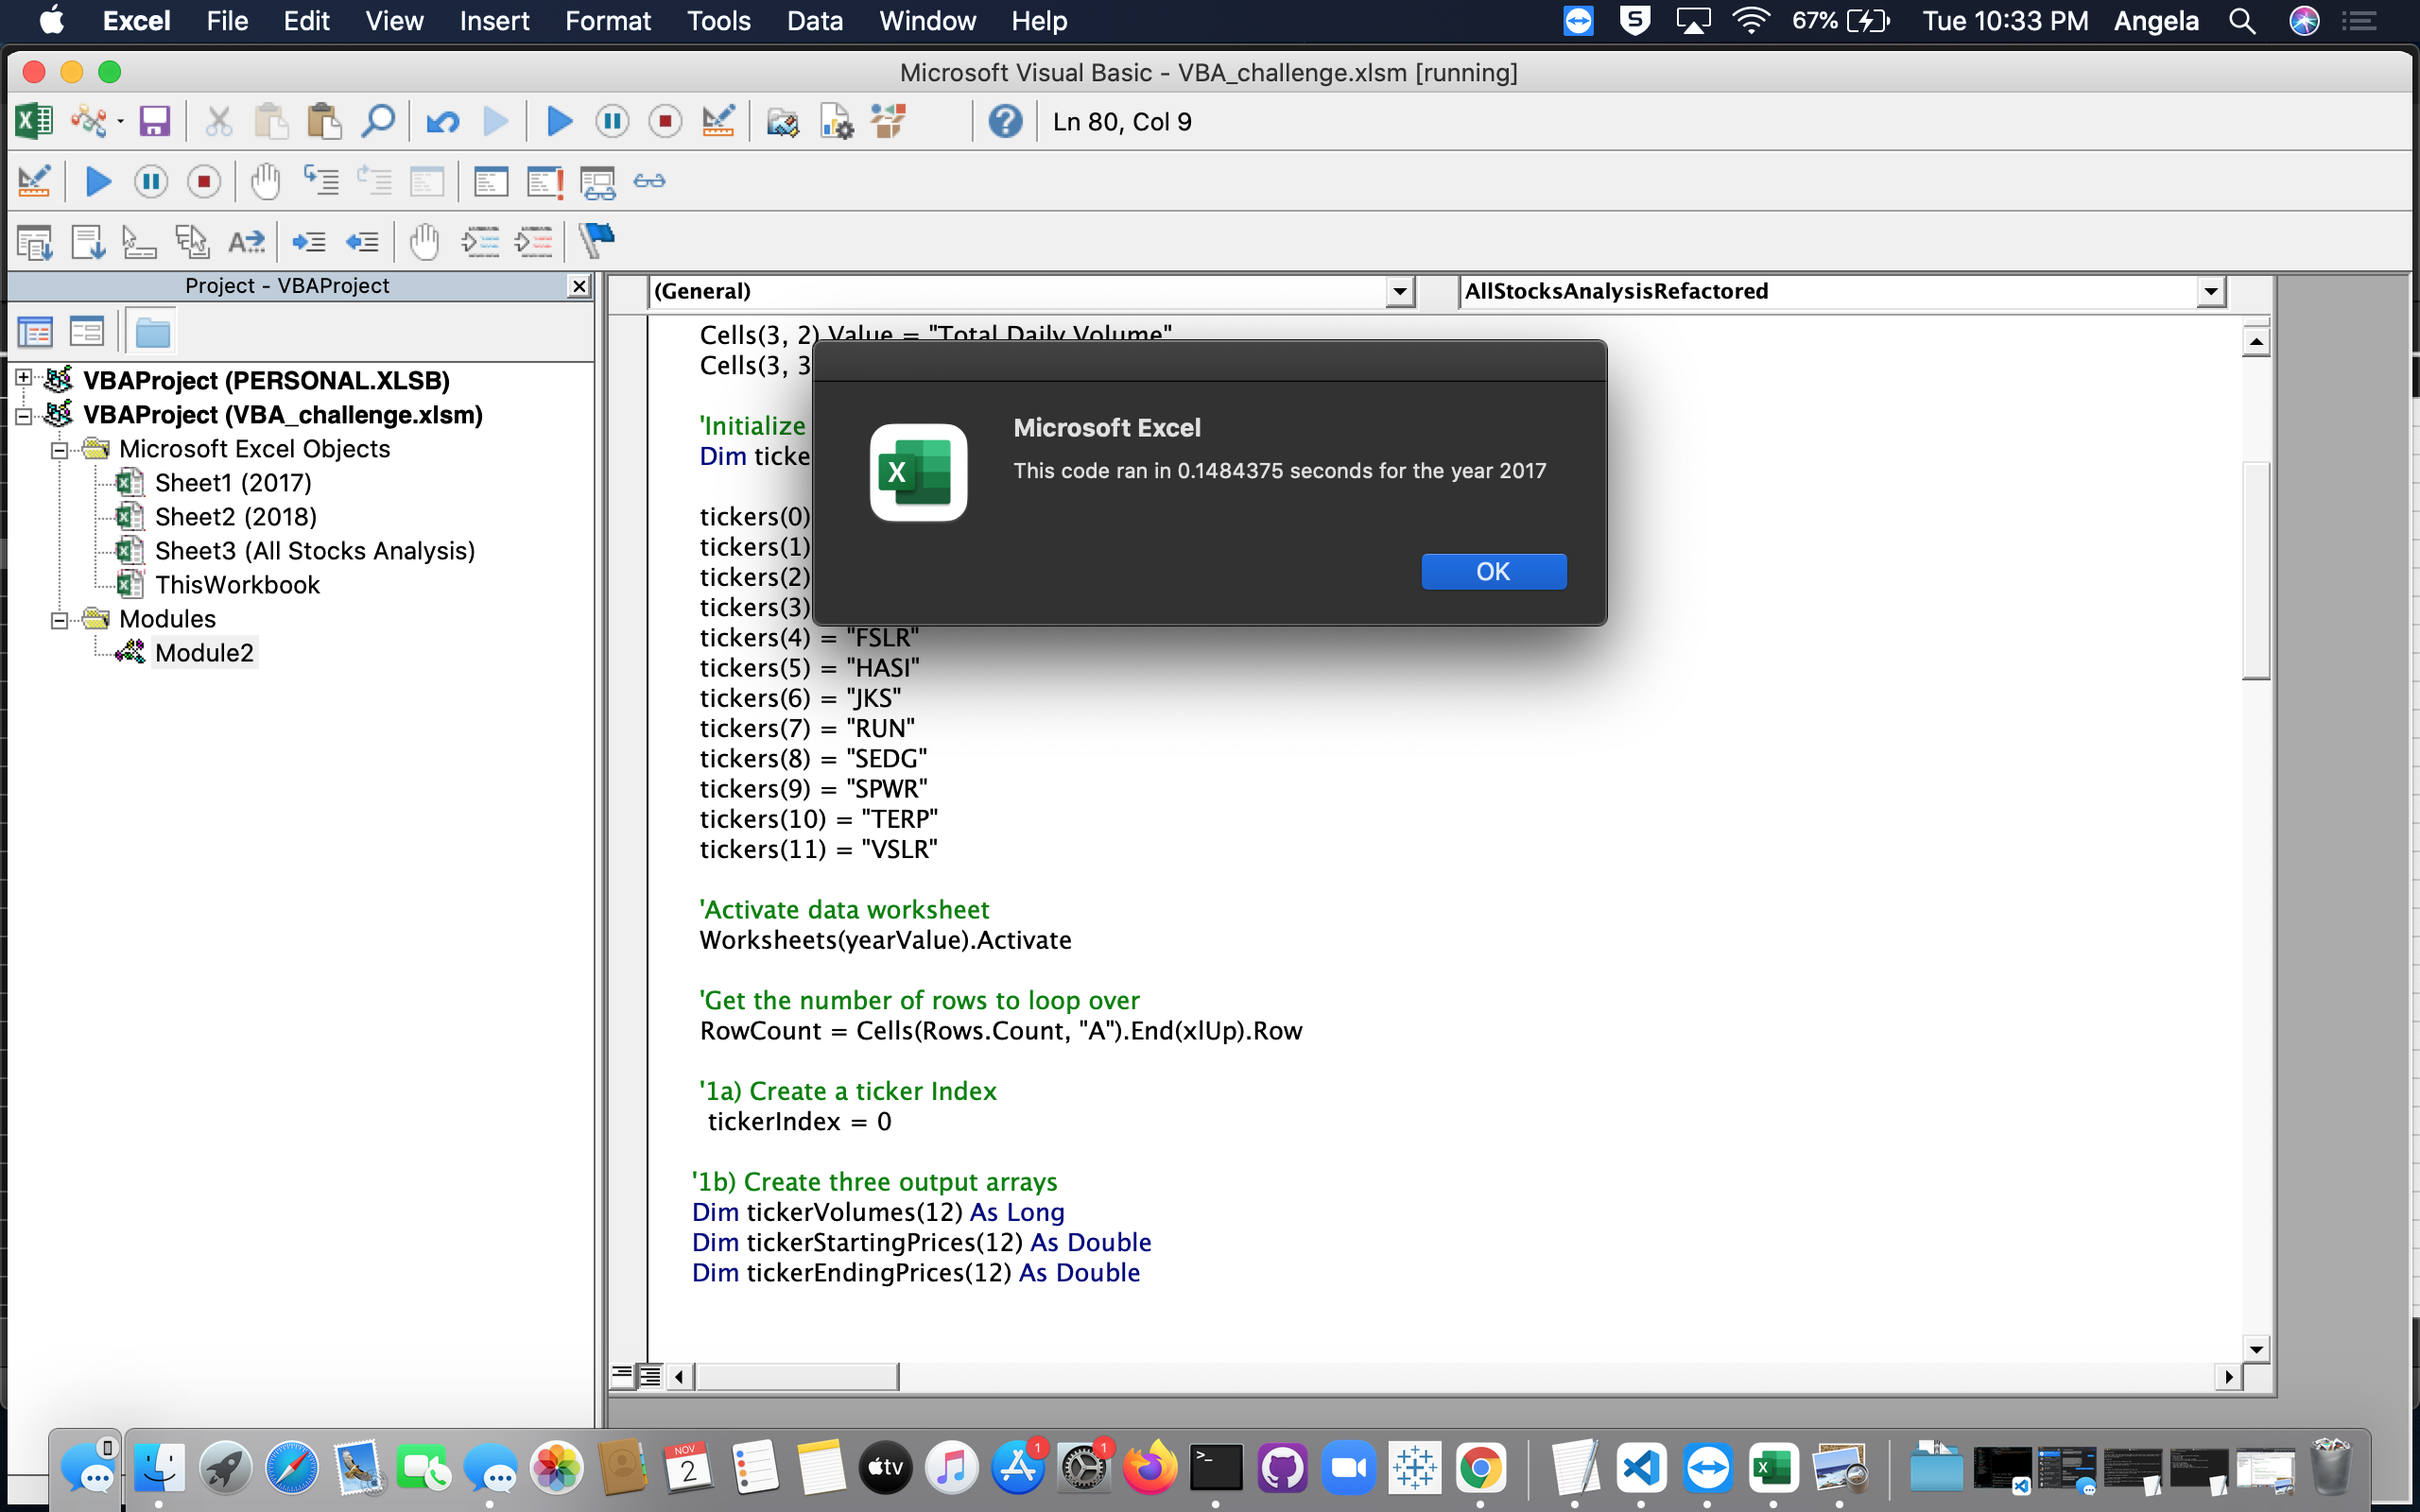 Excel File Edit View Insert Format Tools Data Window Help 67% Tue 10:33 PM Angela
Microsoft Visual Basic - VBA_challenge.xlsm [running]
Ln 80, Col 9
Project - VBAProject
(General) AllStocksAnalysisRefactored
VBAProject (PERSONAL.XLSB)
VBAProject (VBA_challenge.xlsm)
Microsoft Excel Objects
Sheet1 (2017)
Sheet2 (2018)
Sheet3 (All Stocks Analysis)
ThisWorkbook
Modules
Module2
Cells(3, 2).Value = "Total Daily Volume"
Cells(3, 3
'Initialize
Dim ticke
tickers(0)
tickers(1)
tickers(2)
tickers(3)
tickers(4) = "FSLR"
tickers(5) = "HASI"
tickers(6) = "JKS"
tickers(7) = "RUN"
tickers(8) = "SEDG"
tickers(9) = "SPWR"
tickers(10) = "TERP"
tickers(11) = "VSLR"
'Activate data worksheet
Worksheets(yearValue).Activate
'Get the number of rows to loop over
RowCount = Cells(Rows.Count, "A").End(xlUp).Row
'1a) Create a ticker Index
tickerIndex = 0
'1b) Create three output arrays
Dim tickerVolumes(12) As Long
Dim tickerStartingPrices(12) As Double
Dim tickerEndingPrices(12) As Double
Microsoft Excel
This code ran in 0.1484375 seconds for the year 2017
OK
NOV
2
tv
1
1